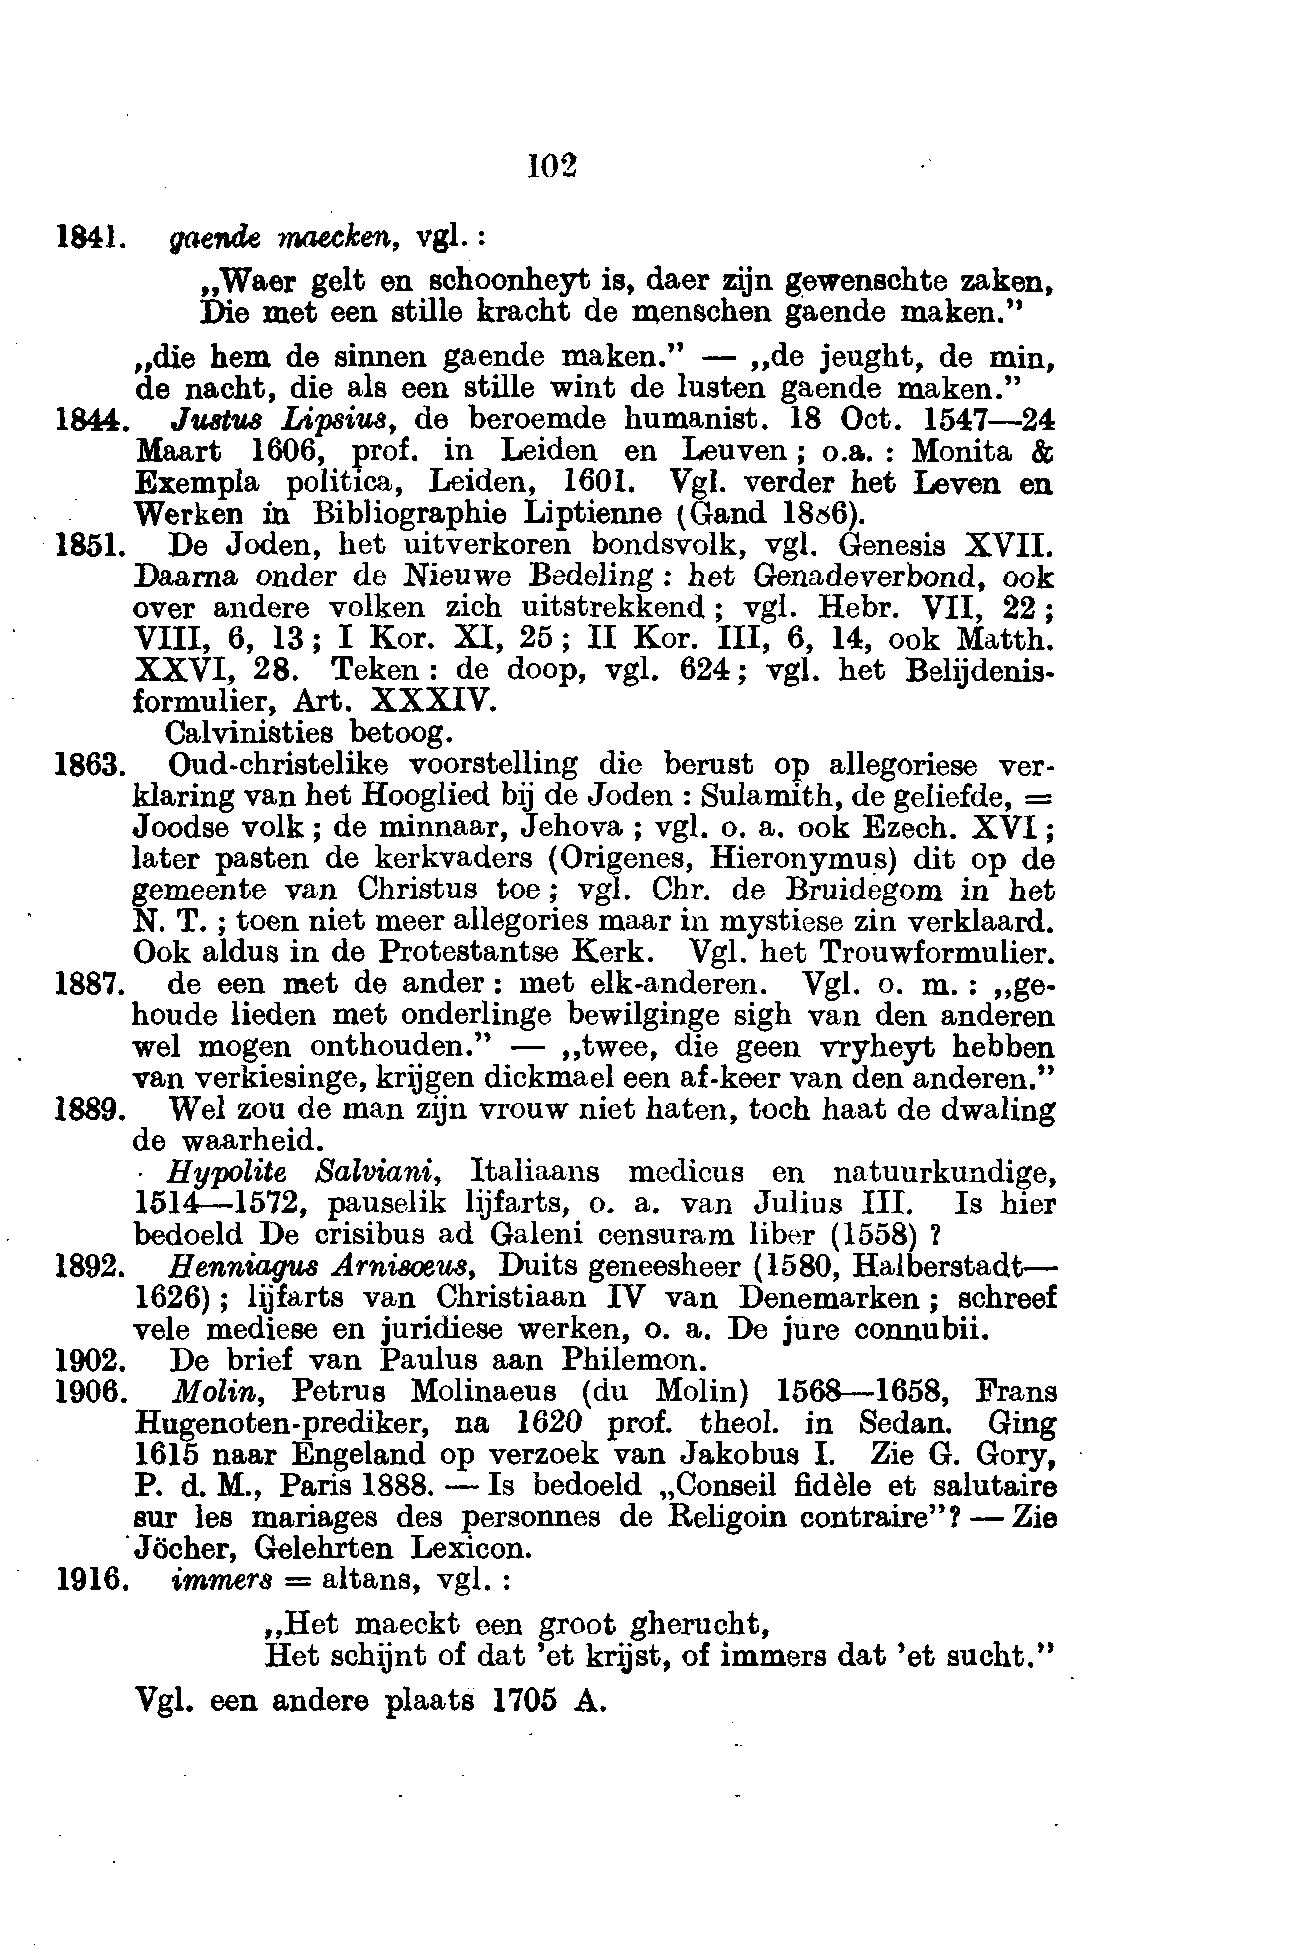 102
1841. gaende maecken, vgl. :
„Waer gelt en schoonheyt is, daer zijn gewenschte zaken,
Die met een stille kracht de menschen gaende maken.”
„die hem de sinnen gaende maken.” — „de jeught, de min,
de nacht, die als een stille wint de lusten gaende maken.”
1844. Justus Lipsius, de beroemde humanist. 18 Oct. 1547—24
Maart 1606, prof. in Leiden en Leuven ; o.a. : Monita &
Exempla politica, Leiden, 1601. Vgl. verder het Leven en
Werken in Bibliographie Liptienne (Gand 1886).
1851. De Joden, het uitverkoren bondsvolk, vgl. Genesis XVII.
Daarna onder de Nieuwe Bedeling : het Genadeverbond, ook
over andere volken zich uitstrekkend ; vgl. Hebr. VII, 22 ;
VIII, 6, 13 ; I Kor. XI, 25 ; II Kor. III, 6, 14, ook Matth.
XXVI, 28. Teken : de doop, vgl. 624 ; vgl. het Belijdenis-
formulier, Art. XXXIV.
Calvinisties betoog.
1863. Oud-christelike voorstelling die berust op allegoriese ver-
klaring van het Hooglied bij de Joden : Sulamith, de geliefde, =
Joodse volk ; de minnaar, Jehova ; vgl. o. a. ook Ezech. XVI ;
later pasten de kerkvaders (Origenes, Hieronymus) dit op de
gemeente van Christus toe ; vgl. Chr. de Bruidegom in het
N. T. ; toen niet meer allegories maar in mystiese zin verklaard.
Ook aldus in de Protestantse Kerk. Vgl. het Trouwformulier.
1887. de een met de ander : met elk-anderen. Vgl. o. m. : „ge-
houde lieden met onderlinge bewilginge sigh van den anderen
wel mogen onthouden.” — „twee, die geen vryheyt hebben
van verkiesinge, krijgen dickmael een af-keer van den anderen.”
1889. Wel zou de man zijn vrouw niet haten, toch haat de dwaling
de waarheid.
Hypolite Salviani, Italiaans medicus en natuurkundige,
1514—1572, pauselik lijfarts, o. a. van Julius III. Is hier
bedoeld De crisibus ad Galeni censuram liber (1558) ?
1892. Henniagus Arnisoeus, Duits geneesheer (1580, Halberstadt—
1626) ; lijfarts van Christiaan IV van Denemarken ; schreef
vele mediese en juridiese werken, o. a. De jure connubii.
1902. De brief van Paulus aan Philemon.
1906. Molin, Petrus Molinaeus (du Molin) 1568—1658, Frans
Hugenoten-prediker, na 1620 prof. theol. in Sedan. Ging
1615 naar Engeland op verzoek van Jakobus I. Zie G. Gory,
P. d. M., Paris 1888. — Is bedoeld „Conseil fidèle et salutaire
sur les mariages des personnes de Religoin contraire”? — Zie
Jöcher, Gelehrten Lexicon.
1916. immers = altans, vgl. :
„Het maeckt een groot gherucht,
Het schijnt of dat ’et krijst, of immers dat ’et sucht.”
Vgl. een andere plaats 1705 A.